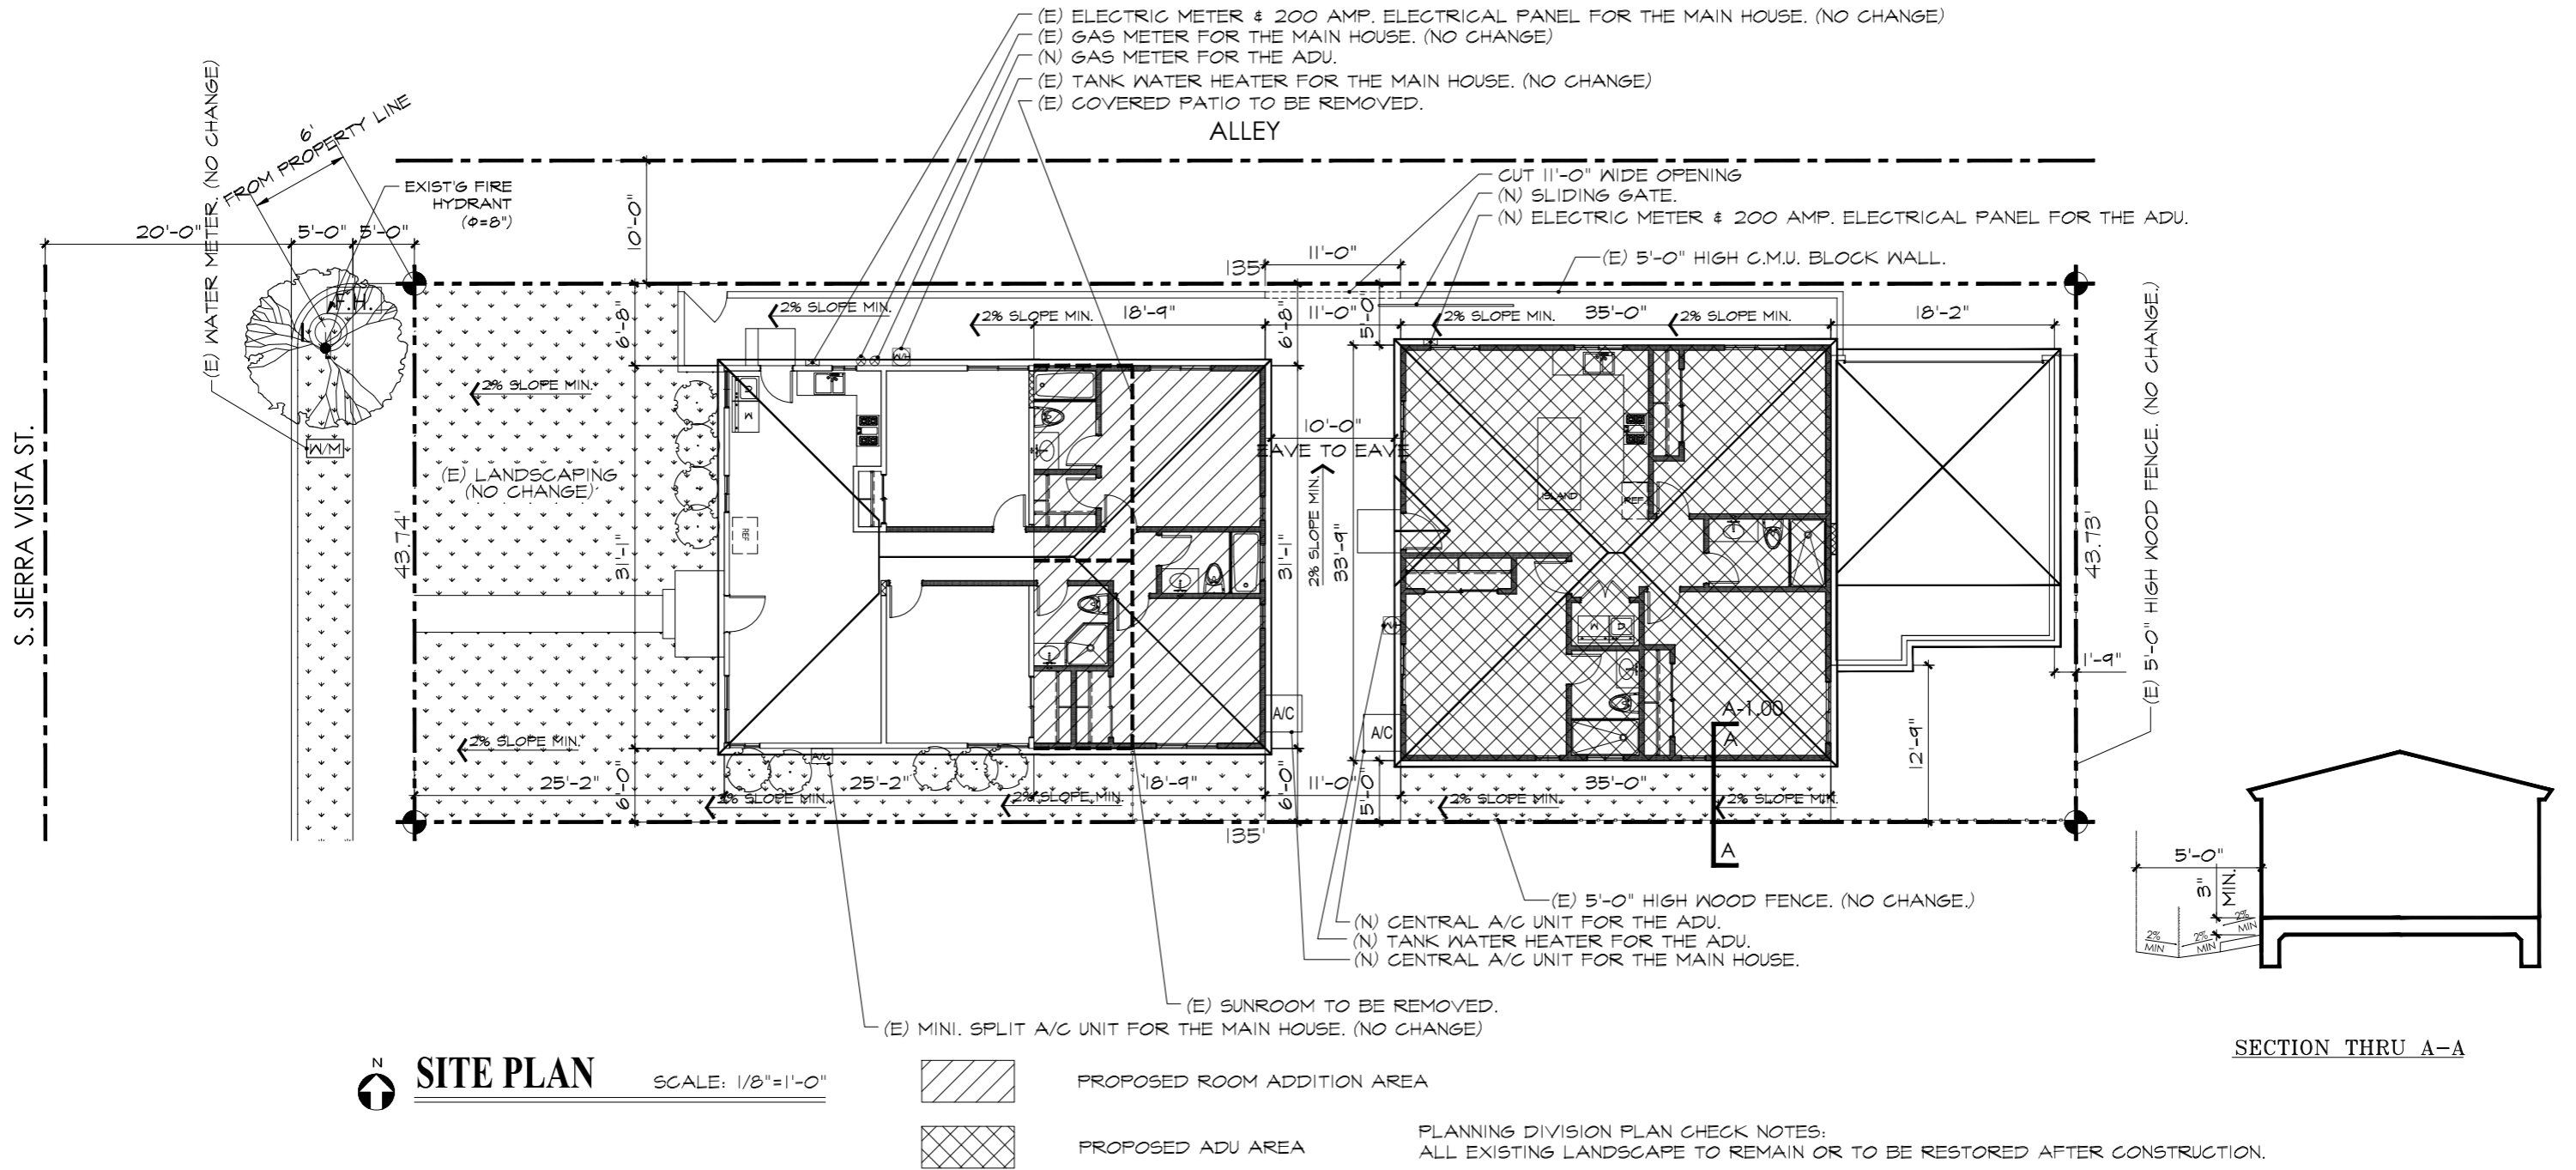 (E) ELECTRIC METER & 200 AMP. ELECTRICAL PANEL FOR THE MAIN HOUSE. (NO CHANGE)
(E) GAS METER FOR THE MAIN HOUSE. (NO CHANGE)
(N) GAS METER FOR THE ADU.
(E) TANK WATER HEATER FOR THE MAIN HOUSE. (NO CHANGE)
(E) COVERED PATIO TO BE REMOVED.
ALLEY
(E) WATER METER. (NO CHANGE)
6'
FROM PROPERTY LINE
EXIST'G FIRE
HYDRANT
(Φ=8")
CUT 11'-0" WIDE OPENING
(N) SLIDING GATE.
(N) ELECTRIC METER & 200 AMP. ELECTRICAL PANEL FOR THE ADU.
(E) 5'-0" HIGH C.M.U. BLOCK WALL.
20'-0"
5'-0"
5'-0"
10'-0"
135'
11'-0"
F.H.
2% SLOPE MIN.
2% SLOPE MIN.
18'-9"
11'-0"
2% SLOPE MIN.
35'-0"
2% SLOPE MIN.
18'-2"
6'-8"
6'-8"
5'-0"
W/H
2% SLOPE MIN.
D
W
W/M
(E) LANDSCAPING
(NO CHANGE)
REF
10'-0"
EAVE TO EAVE
2% SLOPE MIN.
ISLAND
REF.
S. SIERRA VISTA ST.
43.74'
31'-1"
31'-1"
33'-9"
43.73'
(E) 5'-0" HIGH WOOD FENCE. (NO CHANGE.)
W
D
1'-9"
A/C
A/C
A/C
A-1.00
A
12'-9"
2% SLOPE MIN.
25'-2"
6'-0"
25'-2"
18'-9"
6'-0"
11'-0"
5'-0"
35'-0"
2% SLOPE MIN.
2% SLOPE MIN.
2% SLOPE MIN.
2% SLOPE MIN.
135'
A
5'-0"
3"
MIN.
2%
MIN
2%
MIN
2%
MIN
(E) 5'-0" HIGH WOOD FENCE. (NO CHANGE.)
(N) CENTRAL A/C UNIT FOR THE ADU.
(N) TANK WATER HEATER FOR THE ADU.
(N) CENTRAL A/C UNIT FOR THE MAIN HOUSE.
(E) SUNROOM TO BE REMOVED.
(E) MINI. SPLIT A/C UNIT FOR THE MAIN HOUSE. (NO CHANGE)
SECTION THRU A-A
N
SITE PLAN
SCALE: 1/8"=1'-0"
PROPOSED ROOM ADDITION AREA
PROPOSED ADU AREA
PLANNING DIVISION PLAN CHECK NOTES:
ALL EXISTING LANDSCAPE TO REMAIN OR TO BE RESTORED AFTER CONSTRUCTION.